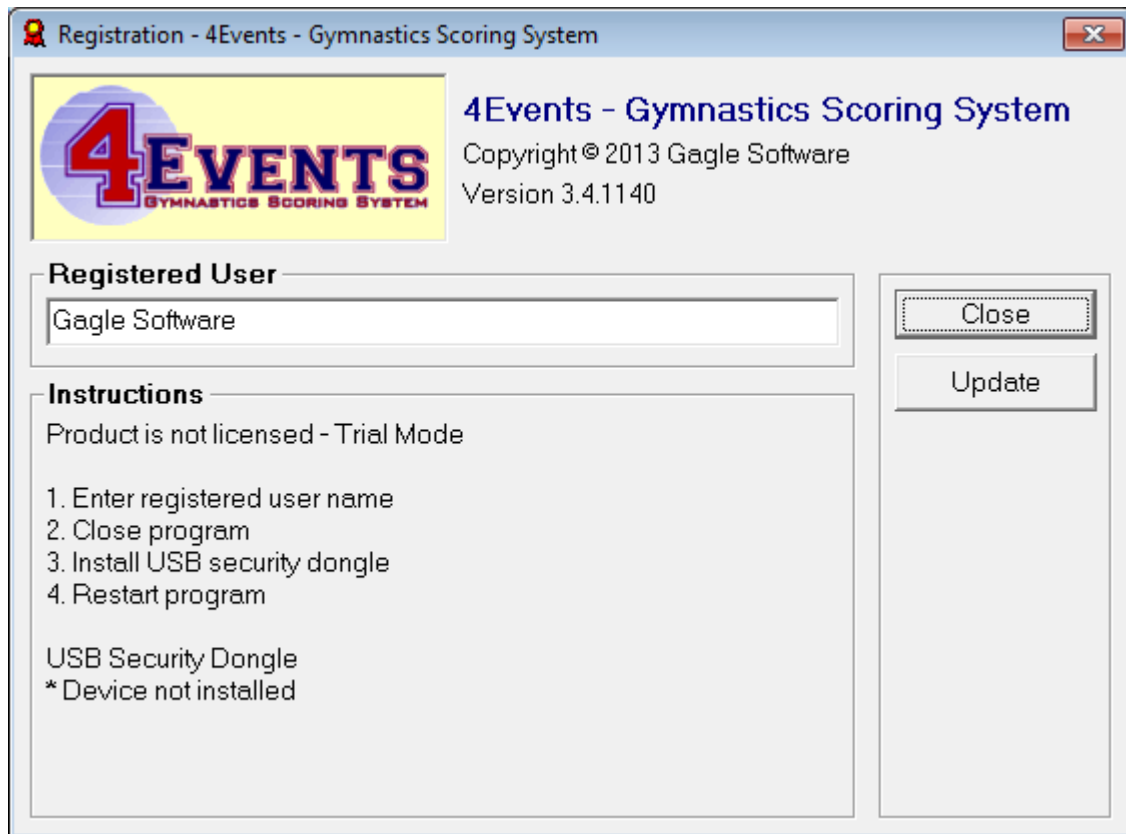 Registration - 4Events - Gymnastics Scoring System
4EVENTS
GYMNASTICS SCORING SYSTEM
4Events - Gymnastics Scoring System
Copyright © 2013 Gagle Software
Version 3.4.1140
Registered User
Gagle Software
Close
Update
Instructions
Product is not licensed - Trial Mode
1. Enter registered user name
2. Close program
3. Install USB security dongle
4. Restart program
USB Security Dongle
* Device not installed